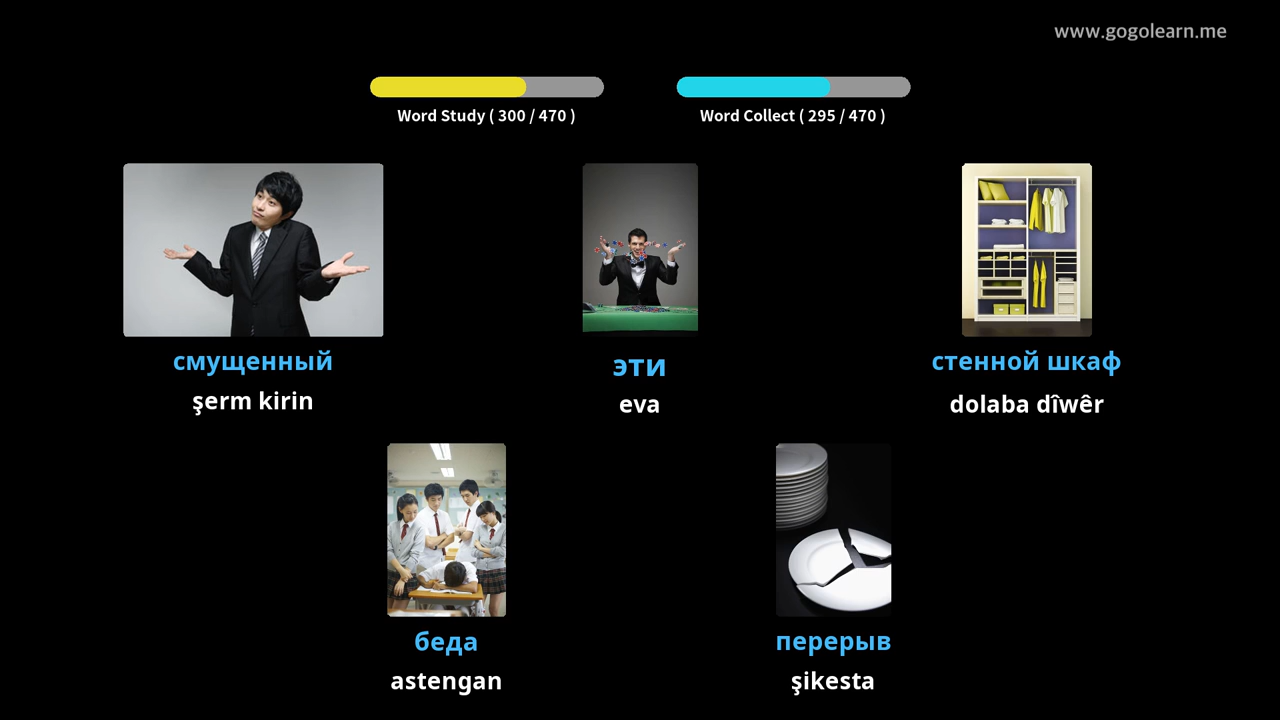 www.gogolearn.me
Word Study ( 300 / 470 )
Word Collect ( 295 / 470 )
смущенный
şerm kirin
эти
eva
стенной шкаф
dolaba dîwêr
беда
astengan
перерыв
şikesta